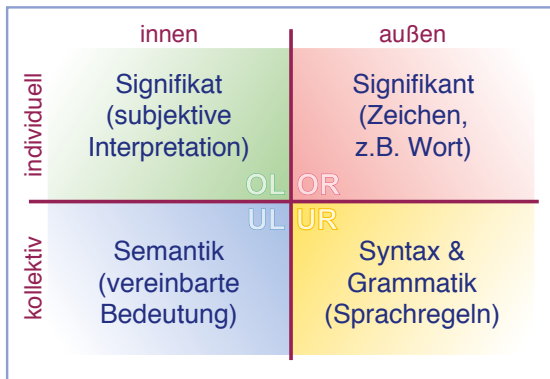 innen
außen
individuell
Signifikat
(subjektive
Interpretation)
Signifikant
(Zeichen,
z.B. Wort)
OL OR
UL UR
kollektiv
Semantik
(vereinbarte
Bedeutung)
Syntax &
Grammatik
(Sprachregeln)